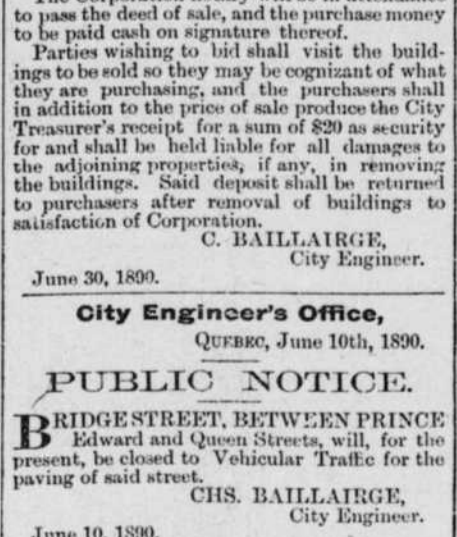 to pass the deed of sale, and the purchase money
to be paid cash on signature thereof.
Parties wishing to bid shall visit the build-
ings to be sold so they may be cognizant of what
they are purchasing, and the purchasers shall
in addition to the price of sale produce the City
Treasurer's receipt for a sum of $20 as security
for and shall be held liable for all damages to
the adjoining properties, if any, in removing
the buildings. Said deposit shall be returned
to purchasers after removal of buildings to
satisfaction of Corporation.
C. BAILLAIRGE,
City Engineer.
June 30, 1890.
City Engineer's Office,
QUEBEC, June 10th, 1890.
PUBLIC NOTICE.
BRIDGE STREET, BETWEEN PRINCE
Edward and Queen Streets, will, for the
present, be closed to Vehicular Traffic for the
paving of said street.
CHS. BAILLAIRGE,
City Engineer.
June 10, 1890.